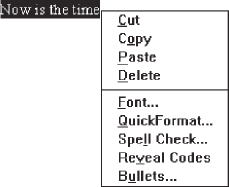 Now is the time
Cut
Copy
Paste
Delete
Font...
QuickFormat...
Spell Check...
Reveal Codes
Bullets...